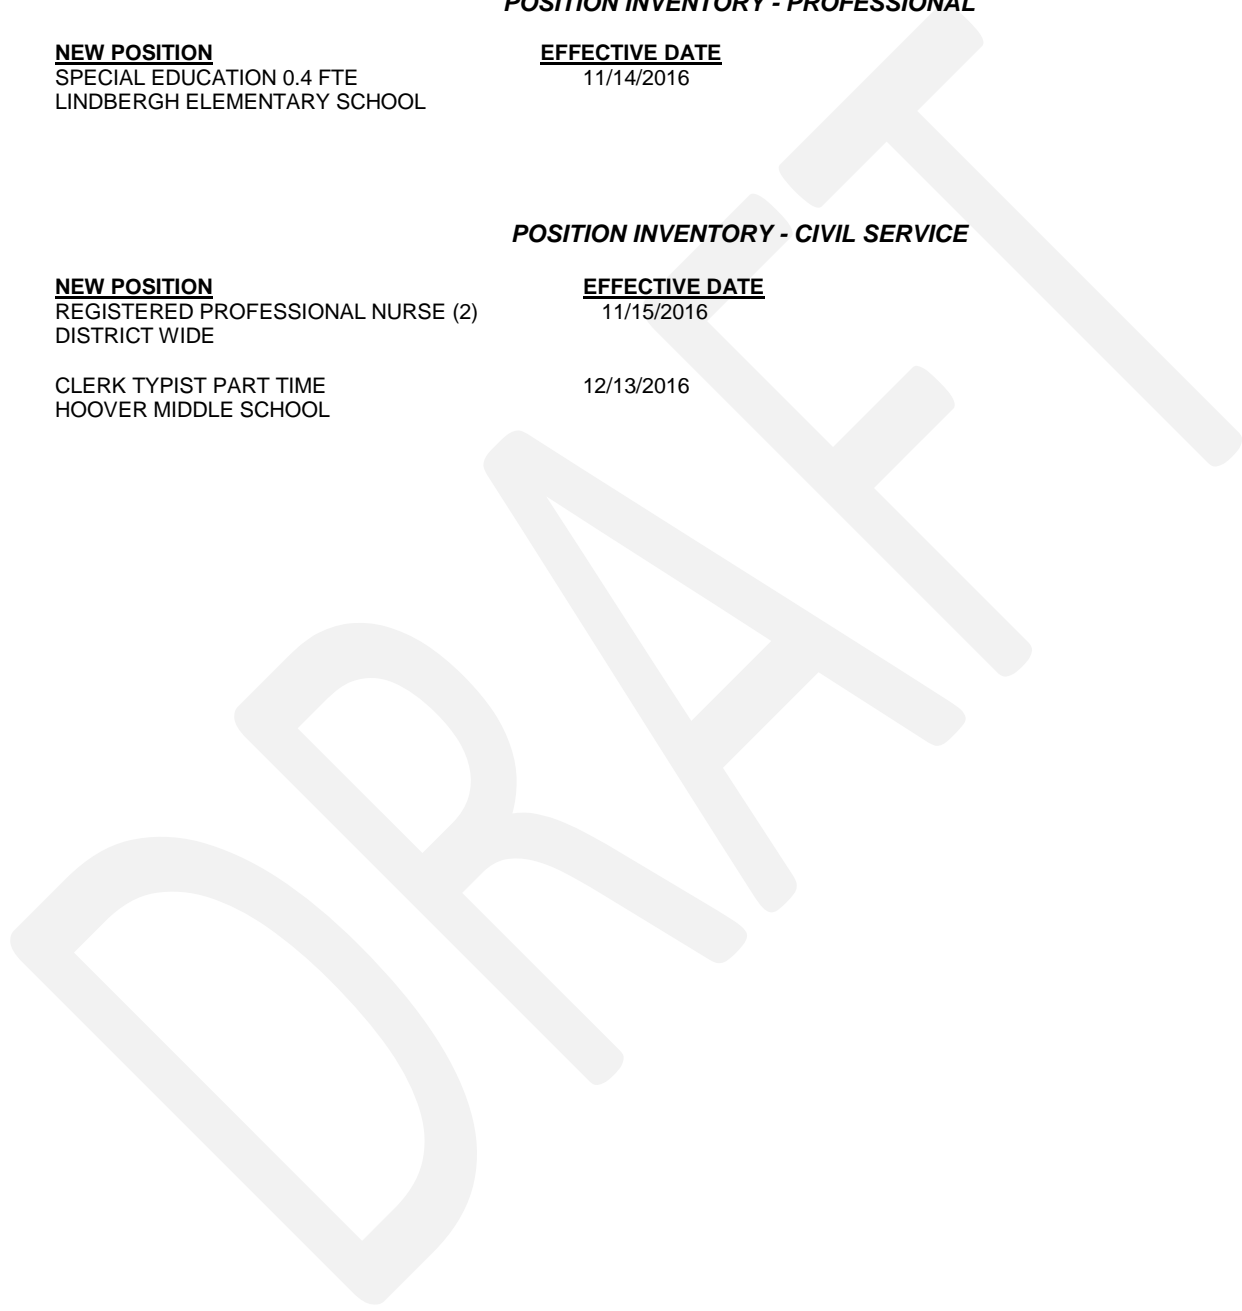 POSITION INVENTORY - PROFESSIONAL
NEW POSITION EFFECTIVE DATE
SPECIAL EDUCATION 0.4 FTE 11/14/2016
LINDBERGH ELEMENTARY SCHOOL
POSITION INVENTORY - CIVIL SERVICE
NEW POSITION EFFECTIVE DATE
REGISTERED PROFESSIONAL NURSE (2) 11/15/2016
DISTRICT WIDE
CLERK TYPIST PART TIME 12/13/2016
HOOVER MIDDLE SCHOOL
DRAFT